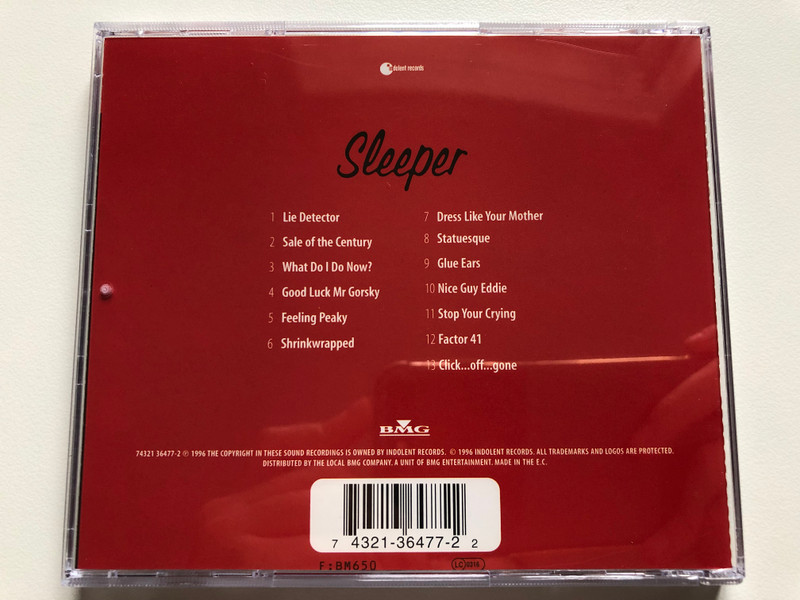 dolent records
Sleeper
1 Lie Detector
2 Sale of the Century
3 What Do I Do Now?
4 Good Luck Mr Gorsky
5 Feeling Peaky
6 Shrinkwrapped
7 Dress Like Your Mother
8 Statuesque
9 Glue Ears
10 Nice Guy Eddie
11 Stop Your Crying
12 Factor 41
13 Click...off...gone
BMG
74321 36477-2 ℗ 1996 THE COPYRIGHT IN THESE SOUND RECORDINGS IS OWNED BY INDOLENT RECORDS. © 1996 INDOLENT RECORDS. ALL TRADEMARKS AND LOGOS ARE PROTECTED.
DISTRIBUTED BY THE LOCAL BMG COMPANY. A UNIT OF BMG ENTERTAINMENT. MADE IN THE E.C.
7 4321-36477-2 2
F:BM650
LC 0316